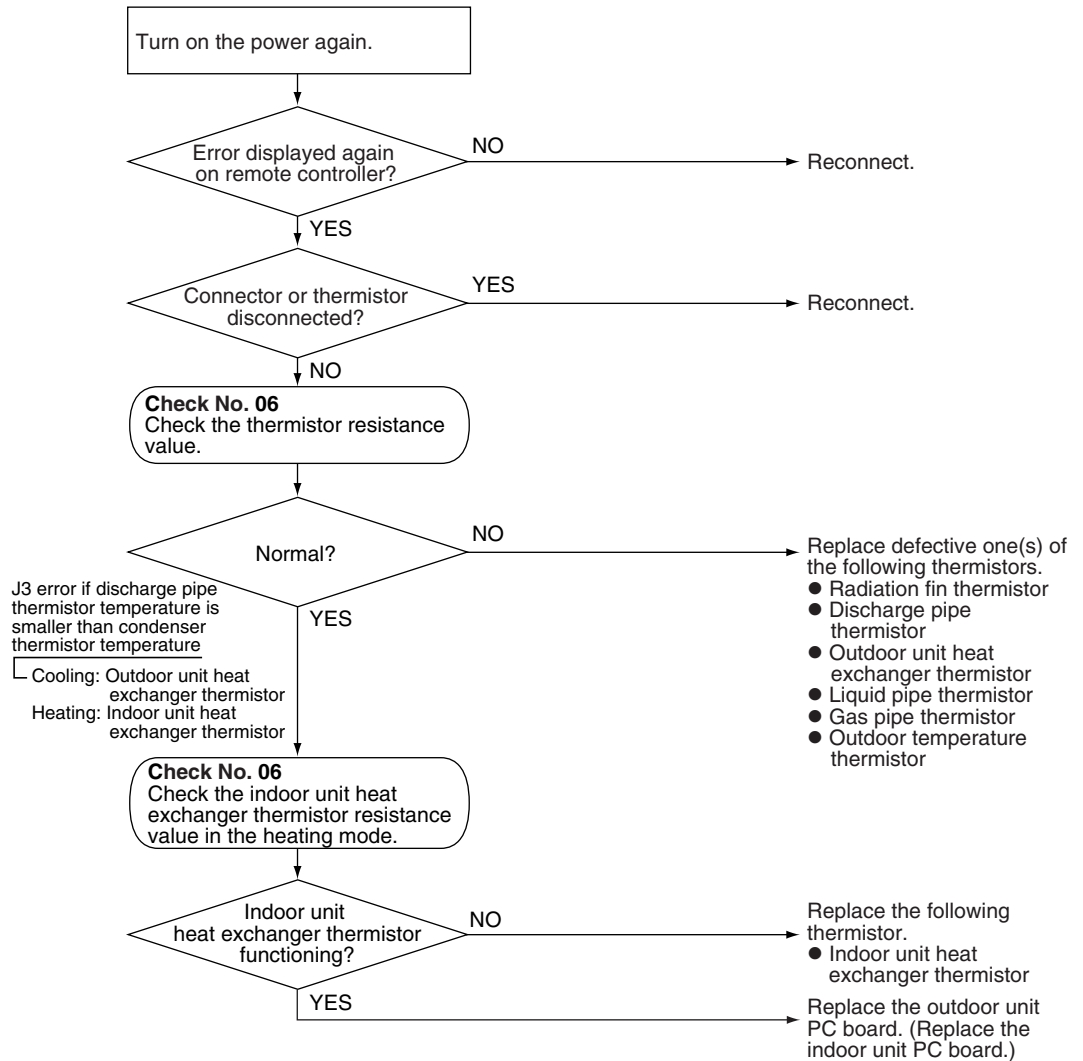 Turn on the power again.
Error displayed again
on remote controller?
NO
Reconnect.
YES
Connector or thermistor
disconnected?
YES
Reconnect.
NO
Check No. 06
Check the thermistor resistance
value.
Normal?
NO
Replace defective one(s) of
the following thermistors.
● Radiation fin thermistor
● Discharge pipe
thermistor
● Outdoor unit heat
exchanger thermistor
● Liquid pipe thermistor
● Gas pipe thermistor
● Outdoor temperature
thermistor
YES
J3 error if discharge pipe
thermistor temperature is
smaller than condenser
thermistor temperature
Cooling: Outdoor unit heat
exchanger thermistor
Heating: Indoor unit heat
exchanger thermistor
Check No. 06
Check the indoor unit heat
exchanger thermistor resistance
value in the heating mode.
Indoor unit
heat exchanger thermistor
functioning?
NO
Replace the following
thermistor.
● Indoor unit heat
exchanger thermistor
YES
Replace the outdoor unit
PC board. (Replace the
indoor unit PC board.)